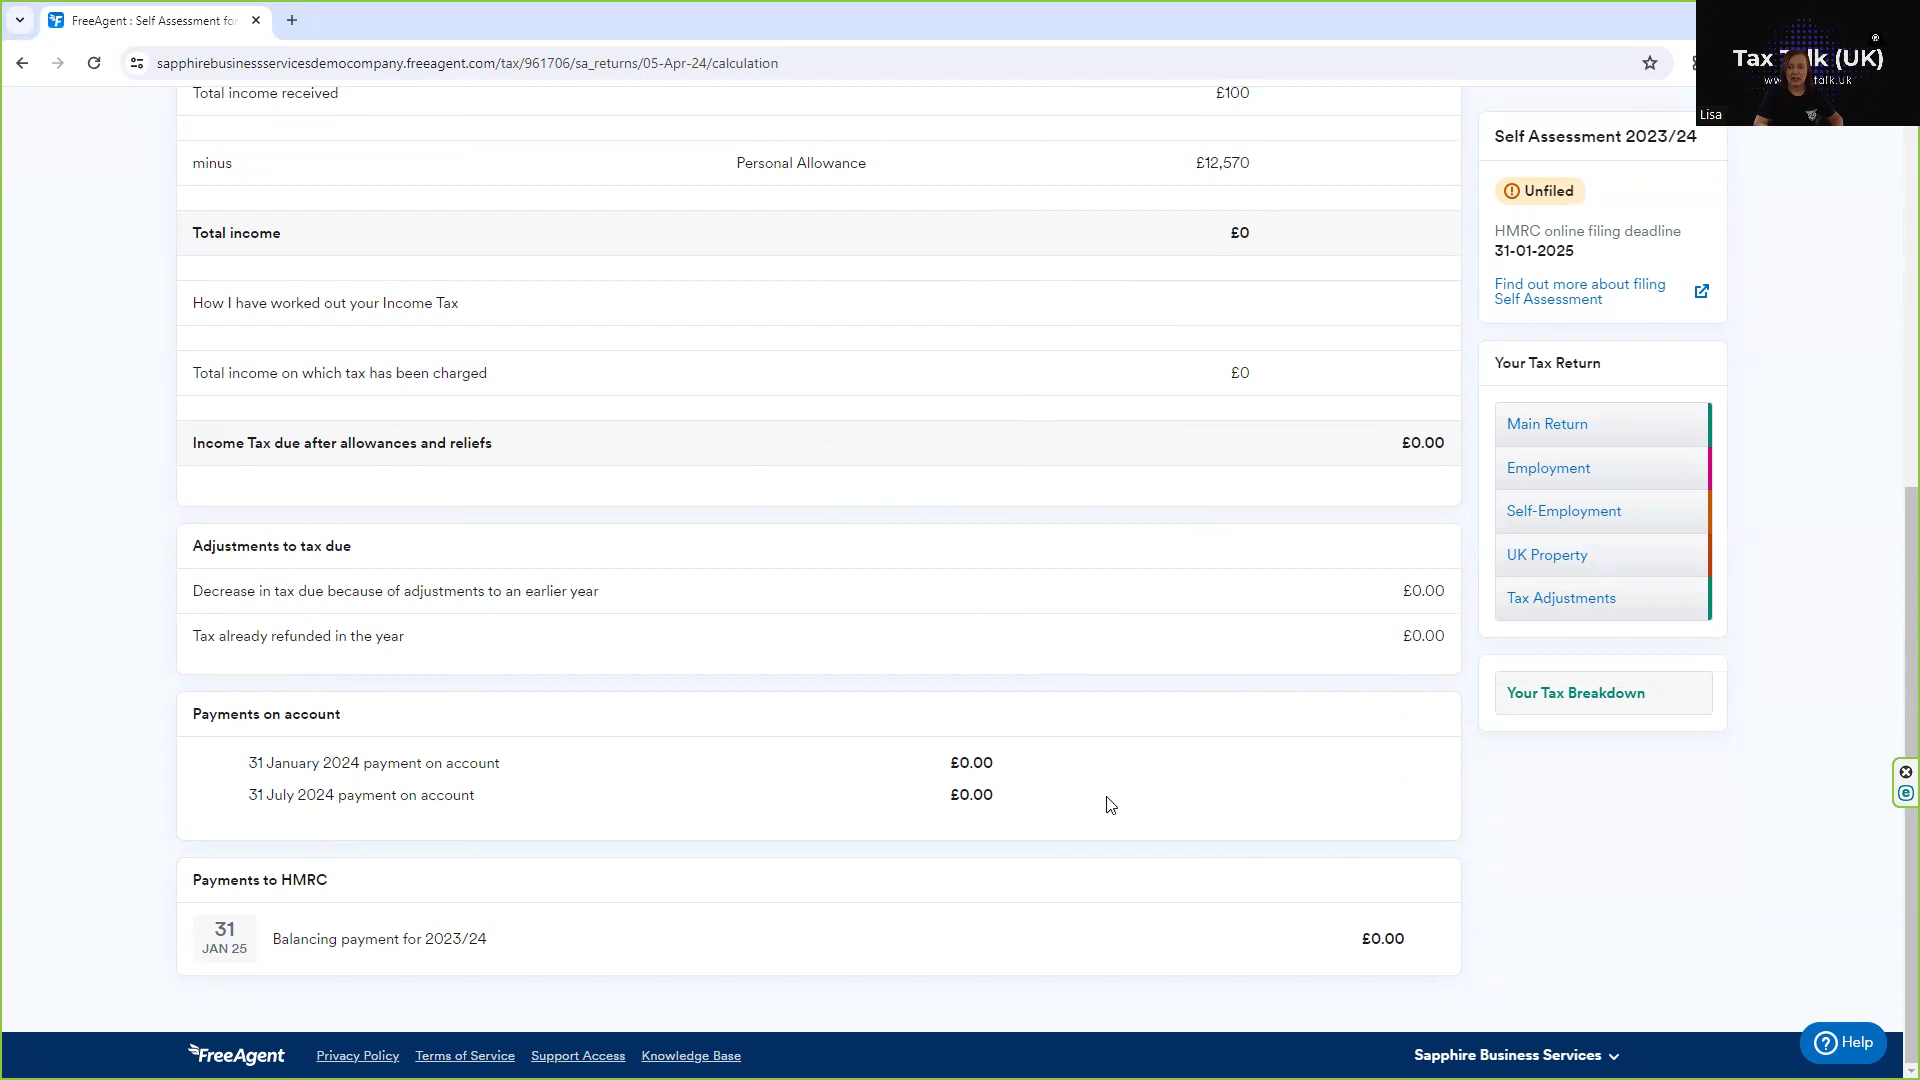 FreeAgent : Self Assessment for
sapphirebusinessservicesdemocompany.freeagent.com/tax/961706/sa_returns/05-Apr-24/calculation
Tax
lk (UK)
®
ww
talk.uk
Lisa
Total income received £100
minus Personal Allowance £12,570
Total income £0
How I have worked out your Income Tax
Total income on which tax has been charged £0
Income Tax due after allowances and reliefs £0.00
Adjustments to tax due
Decrease in tax due because of adjustments to an earlier year £0.00
Tax already refunded in the year £0.00
Payments on account
31 January 2024 payment on account £0.00
31 July 2024 payment on account £0.00
Payments to HMRC
31
JAN 25
Balancing payment for 2023/24 £0.00
Self Assessment 2023/24
Unfiled
HMRC online filing deadline
31-01-2025
Find out more about filing
Self Assessment
Your Tax Return
Main Return
Employment
Self-Employment
UK Property
Tax Adjustments
Your Tax Breakdown
FreeAgent Privacy Policy Terms of Service Support Access Knowledge Base Sapphire Business Services
Help